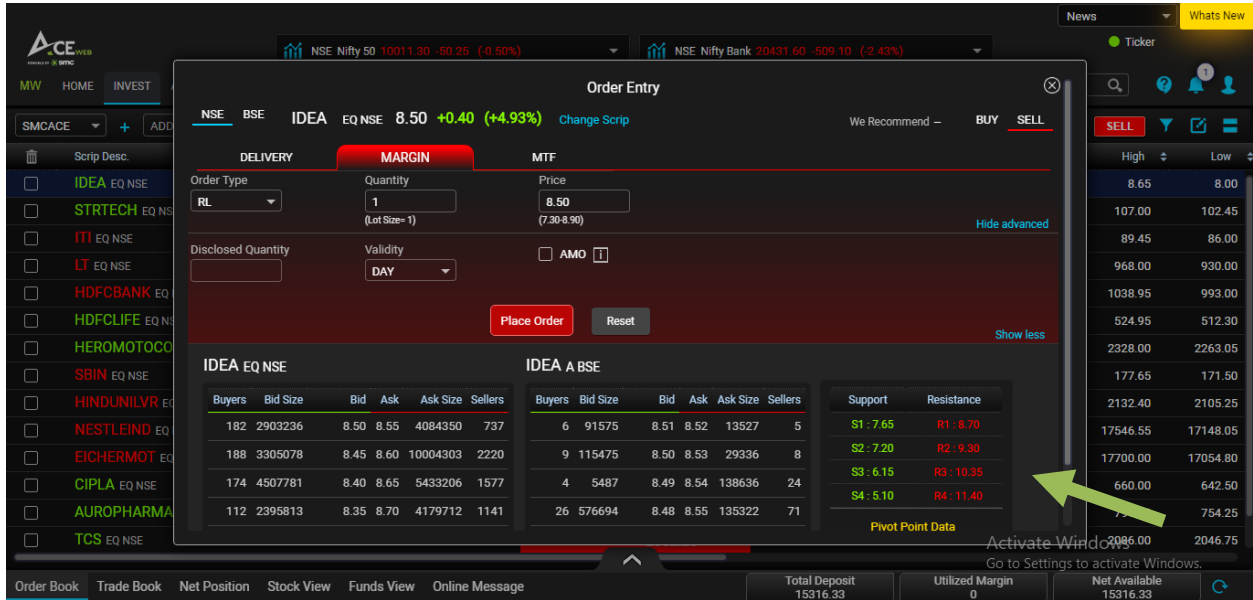 News
Whats New
ACE WEB
POWERED BY smc
NSE Nifty 50 10011.30 -50.25 (-0.50%)
NSE Nifty Bank 20431.60 -509.10 (-2.43%)
Ticker
MW HOME INVEST
1
Order Entry
NSE BSE IDEA EQ NSE 8.50 +0.40 (+4.93%) Change Scrip We Recommend – BUY SELL
SMCACE + ADD
SELL
DELIVERY MARGIN MTF
Scrip Desc. High Low
IDEA EQ NSE 8.65 8.00
STRTECH EQ NS 107.00 102.45
ITI EQ NSE 89.45 86.00
LT EQ NSE 968.00 930.00
HDFCBANK EQ 1038.95 993.00
HDFCLIFE EQ NS 524.95 512.30
HEROMOTOCO 2328.00 2263.05
SBIN EQ NSE 177.65 171.50
HINDUNILVR EQ 2132.40 2105.25
NESTLEIND EQ 17546.55 17148.05
EICHERMOT EQ 17700.00 17054.80
CIPLA EQ NSE 660.00 642.50
AUROPHARMA 754.25
TCS EQ NSE 2086.00 2046.75
Order Type Quantity Price
RL 1 8.50
(Lot Size= 1) (7.30-8.90)
Hide advanced
Disclosed Quantity Validity AMO i
DAY
Place Order Reset
Show less
IDEA EQ NSE
Buyers Bid Size Bid Ask Ask Size Sellers
182 2903236 8.50 8.55 4084350 737
188 3305078 8.45 8.60 10004303 2220
174 4507781 8.40 8.65 5433206 1577
112 2395813 8.35 8.70 4179712 1141
IDEA A BSE
Buyers Bid Size Bid Ask Ask Size Sellers
6 91575 8.51 8.52 13527 5
9 115475 8.50 8.53 29336 8
4 5487 8.49 8.54 138636 24
26 576694 8.48 8.55 135322 71
Support Resistance
S1 : 7.65 R1 : 8.70
S2 : 7.20 R2 : 9.30
S3 : 6.15 R3 : 10.35
S4 : 5.10 R4 : 11.40
Pivot Point Data
Activate Windows
Go to Settings to activate Windows.
Order Book Trade Book Net Position Stock View Funds View Online Message
Total Deposit
15316.33
Utilized Margin
0
Net Available
15316.33